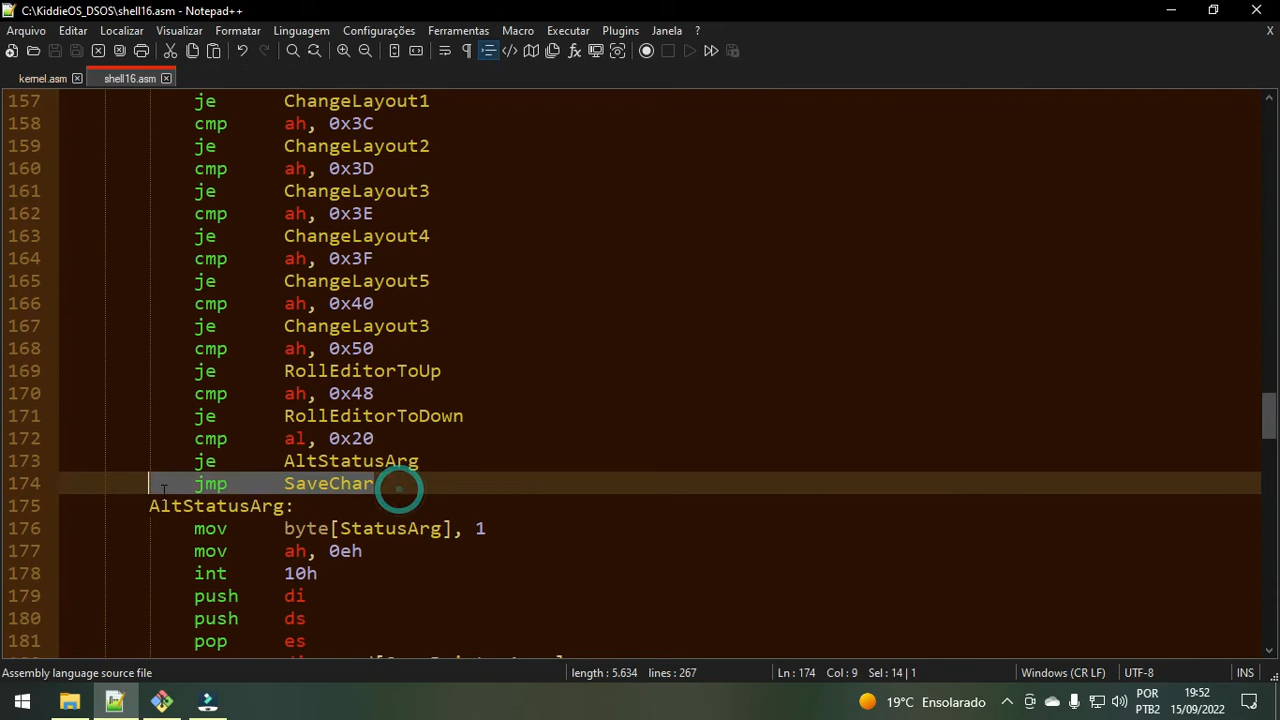 C:\KiddieOS_DSOS\shell16.asm - Notepad++
Arquivo Editar Localizar Visualizar Formatar Linguagem Configurações Ferramentas Macro Executar Plugins Janela ? X
kernel.asm shell16.asm
157 je ChangeLayout1
158 cmp ah, 0x3C
159 je ChangeLayout2
160 cmp ah, 0x3D
161 je ChangeLayout3
162 cmp ah, 0x3E
163 je ChangeLayout4
164 cmp ah, 0x3F
165 je ChangeLayout5
166 cmp ah, 0x40
167 je ChangeLayout3
168 cmp ah, 0x50
169 je RollEditorToUp
170 cmp ah, 0x48
171 je RollEditorToDown
172 cmp al, 0x20
173 je AltStatusArg
174 jmp SaveChar
175 AltStatusArg:
176 mov byte[StatusArg], 1
177 mov ah, 0eh
178 int 10h
179 push di
180 push ds
181 pop es
Assembly language source file length : 5.634 lines : 267 Ln : 174 Col : 9 Sel : 14 | 1 Windows (CR LF) UTF-8 INS
19°C Ensolarado POR 19:52
PTB2 15/09/2022